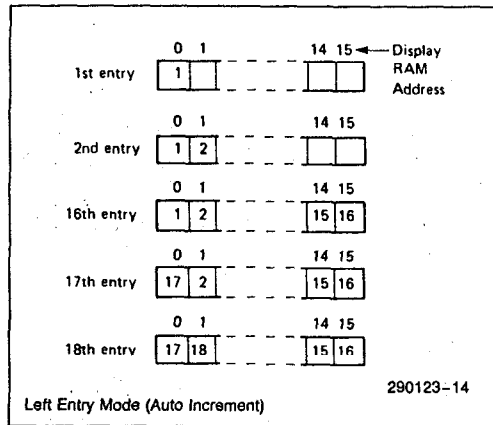 0 1 14 15 Display
1st entry 1 RAM
Address
0 1 14 15
2nd entry 1 2
0 1 14 15
16th entry 1 2 15 16
0 1 14 15
17th entry 17 2 15 16
0 1 14 15
18th entry 17 18 15 16
290123-14
Left Entry Mode (Auto Increment)